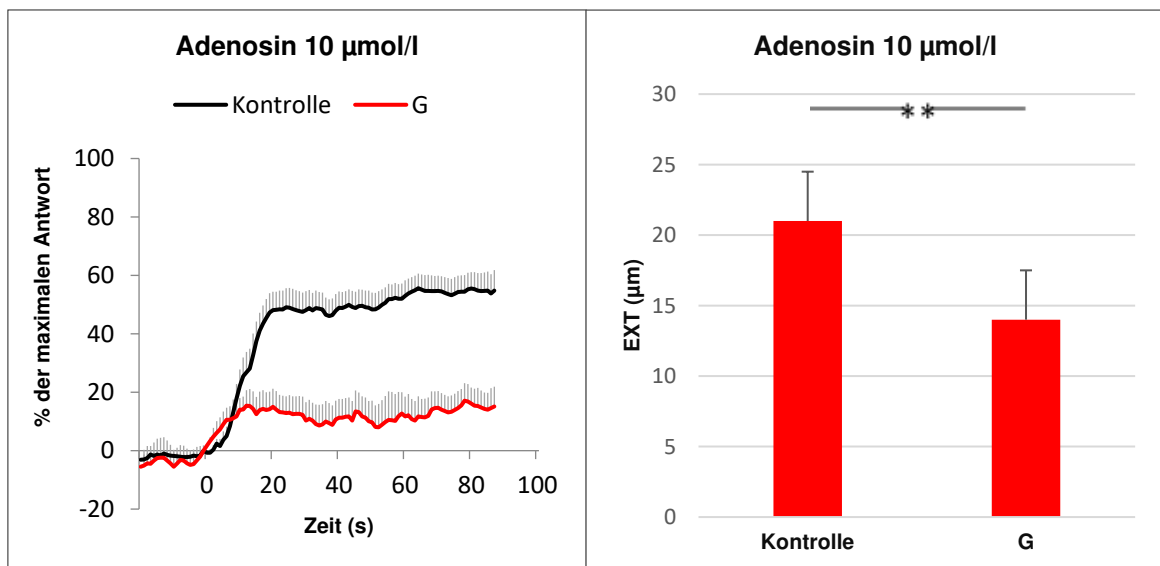 Adenosin 10 µmol/l
Kontrolle G
% der maximalen Antwort
100
80
60
40
20
0
-20
0 20 40 60 80 100
Zeit (s)
Adenosin 10 µmol/l
EXT (µm)
30
25
20
15
10
5
0
**
Kontrolle G